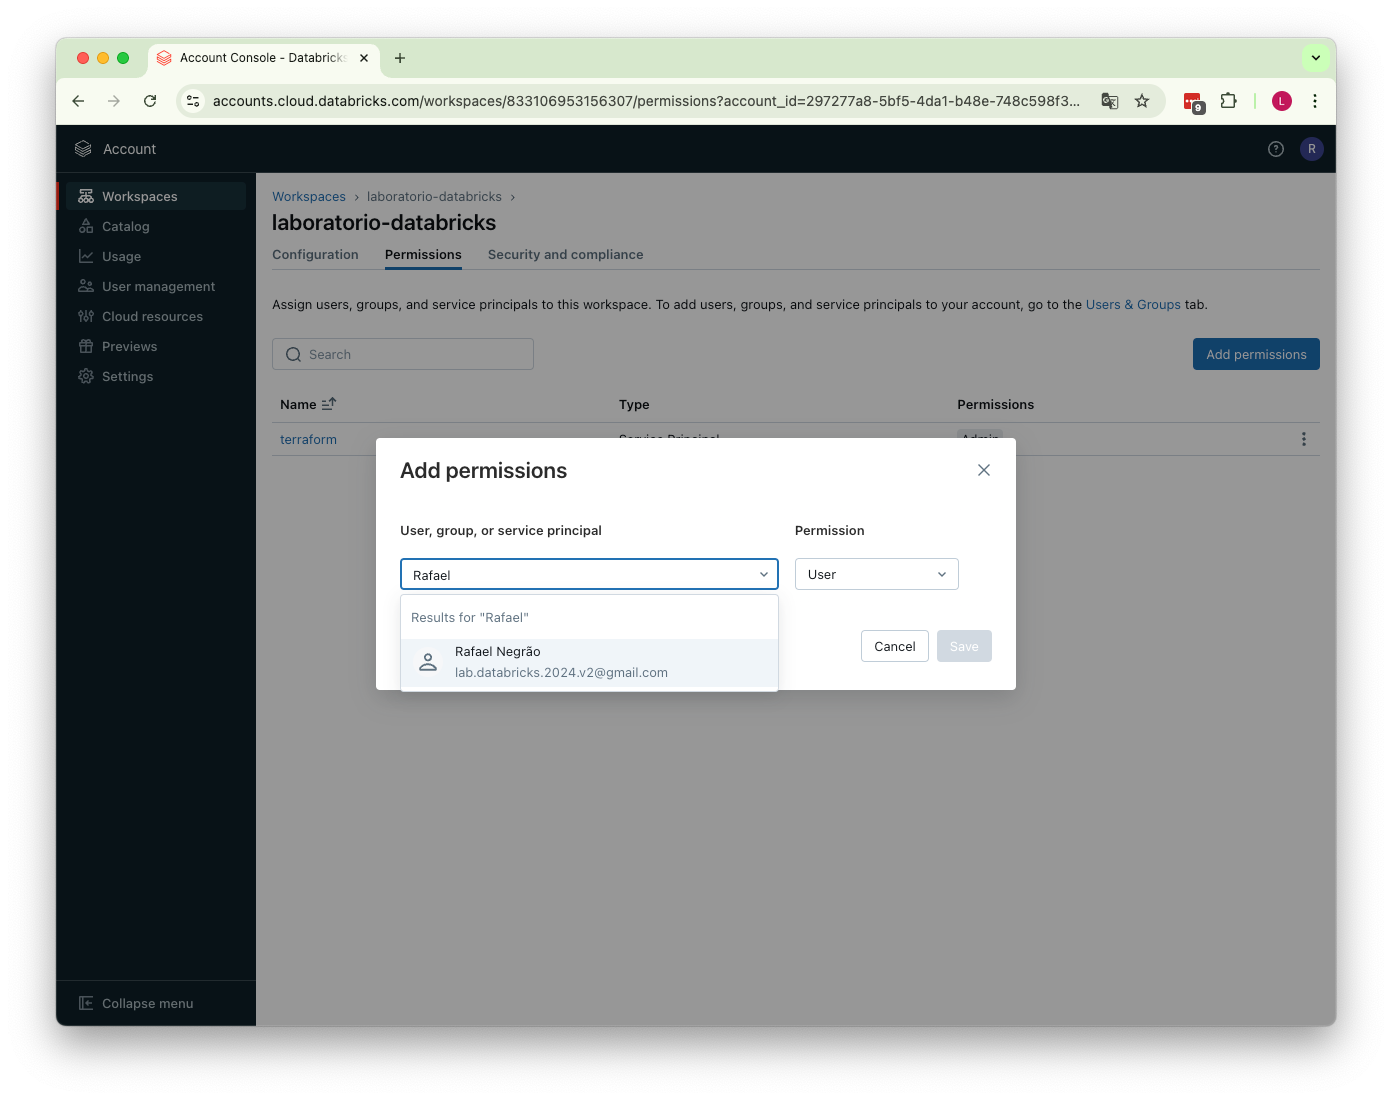 Account Console - Databricks
accounts.cloud.databricks.com/workspaces/833106953156307/permissions?account_id=297277a8-5bf5-4da1-b48e-748c598f3...
9
L
Account
R
Workspaces
Catalog
Usage
User management
Cloud resources
Previews
Settings
Collapse menu
Workspaces › laboratorio-databricks ›
laboratorio-databricks
Configuration Permissions Security and compliance
Assign users, groups, and service principals to this workspace. To add users, groups, and service principals to your account, go to the Users & Groups tab.
Search
Add permissions
Name Type Permissions
terraform Service Principal Admin
Add permissions
User, group, or service principal Permission
Rafael User
Results for "Rafael"
Rafael Negrão
lab.databricks.2024.v2@gmail.com
Cancel Save